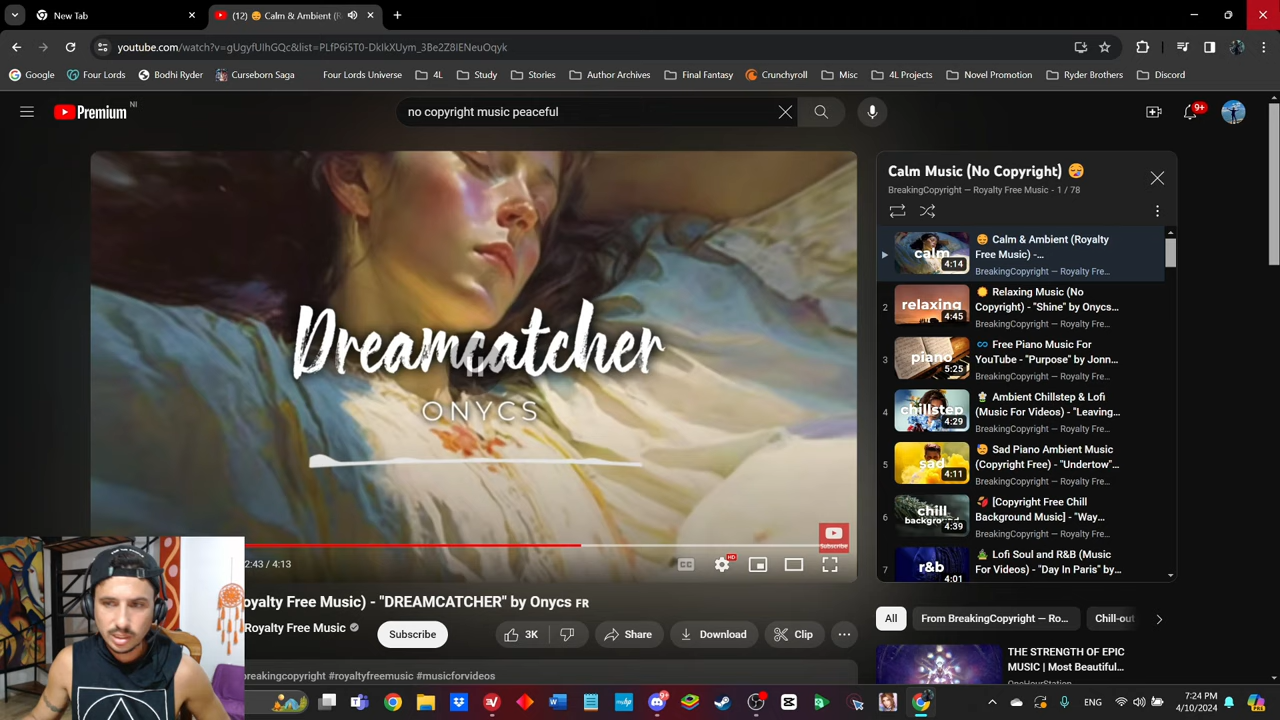 New Tab
(12) 😌 Calm & Ambient (R
youtube.com/watch?v=gUgyfUIhGQc&list=PLfP6i5T0-DkIkXUym_3Be2Z8IENeuOqyk
Google
Four Lords
Bodhi Ryder
Curseborn Saga
Four Lords Universe
4L
Study
Stories
Author Archives
Final Fantasy
Crunchyroll
Misc
4L Projects
Novel Promotion
Ryder Brothers
Discord
Premium NI
no copyright music peaceful
9+
Dreamcatcher
ONYCS
Subscribe
2:43 / 4:13
CC
HD
Calm Music (No Copyright) 😌
BreakingCopyright — Royalty Free Music - 1 / 78
calm
4:14
😌 Calm & Ambient (Royalty
Free Music) -...
BreakingCopyright — Royalty Fre...
2
relaxing
4:45
☀️ Relaxing Music (No
Copyright) - "Shine" by Onycs...
BreakingCopyright — Royalty Fre...
3
piano
5:25
♾️ Free Piano Music For
YouTube - "Purpose" by Jonn...
BreakingCopyright — Royalty Fre...
4
chillstep
4:29
Ambient Chillstep & Lofi
(Music For Videos) - "Leaving...
BreakingCopyright — Royalty Fre...
5
sad
4:11
Sad Piano Ambient Music
(Copyright Free) - "Undertow"...
BreakingCopyright — Royalty Fre...
6
chill
background
4:39
[Copyright Free Chill
Background Music] - "Way...
BreakingCopyright — Royalty Fre...
7
r&b
4:01
Lofi Soul and R&B (Music
For Videos) - "Day In Paris" by...
oyalty Free Music) - "DREAMCATCHER" by Onycs FR
Royalty Free Music
Subscribe
3K
Share
Download
Clip
breakingcopyright #royaltyfreemusic #musicforvideos
All
From BreakingCopyright — Ro...
Chill-out
THE STRENGTH OF EPIC
MUSIC | Most Beautiful...
OneHourStation
9+
7:24 PM
4/10/2024